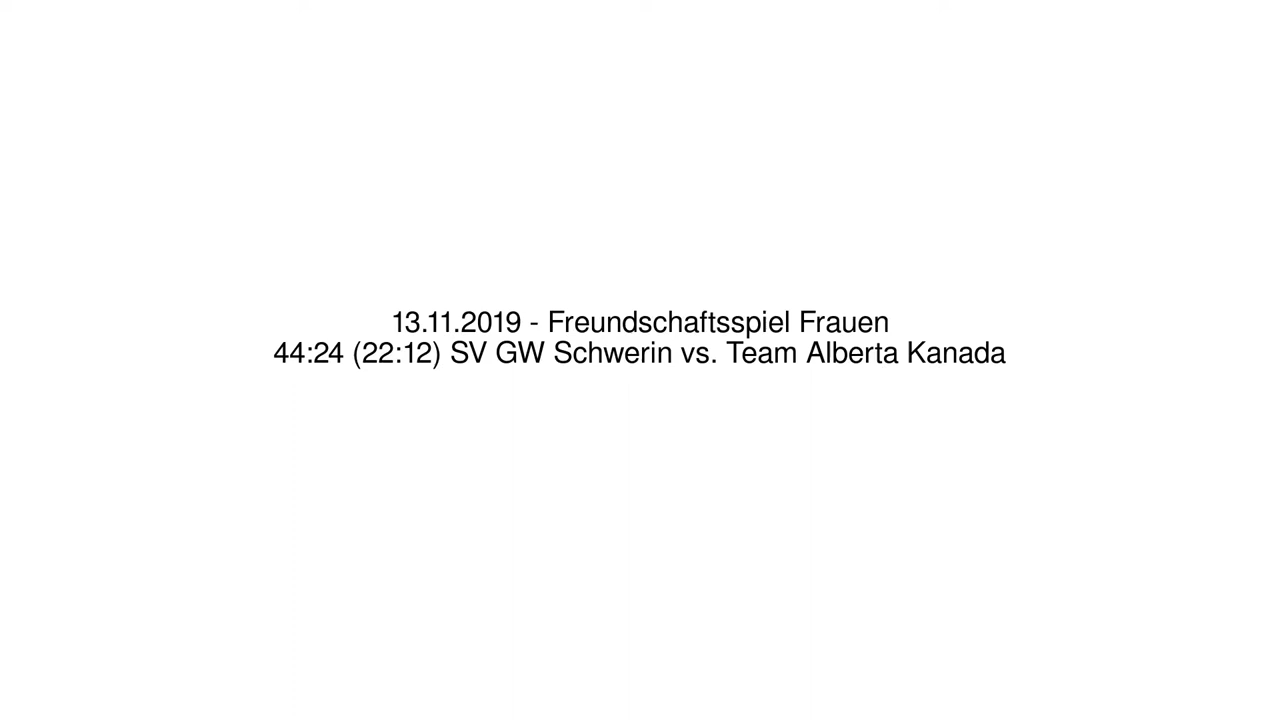 13.11.2019 - Freundschaftsspiel Frauen
44:24 (22:12) SV GW Schwerin vs. Team Alberta Kanada